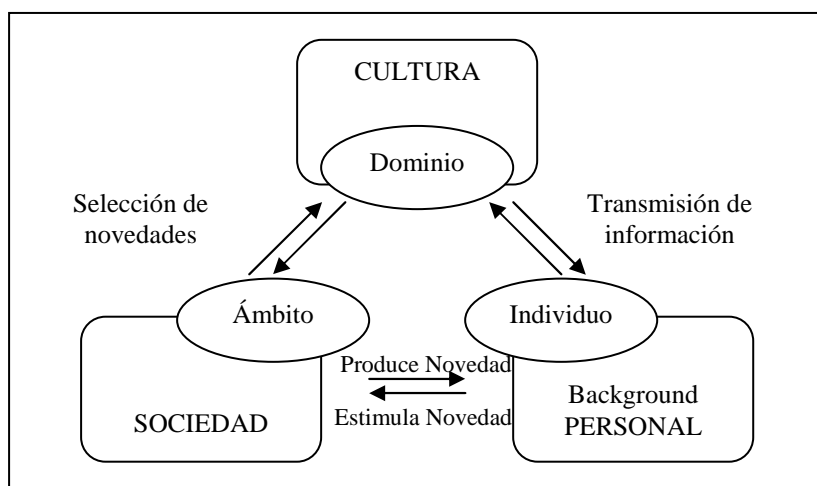 CULTURA
Dominio
Selección de
novedades
Transmisión de
información
Ámbito
Individuo
Produce Novedad
Estimula Novedad
SOCIEDAD
Background
PERSONAL